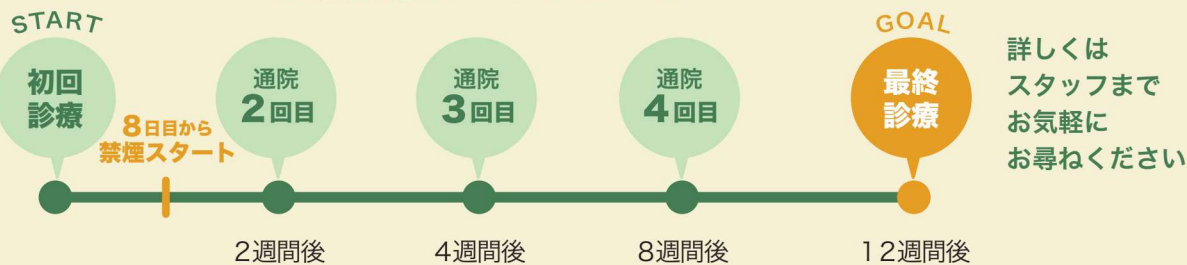 START
初回
診療
8日目から
禁煙スタート
通院
2回目
通院
3回目
通院
4回目
GOAL
最終
診療
詳しくは
スタッフまで
お気軽に
お尋ねください
2週間後
4週間後
8週間後
12週間後